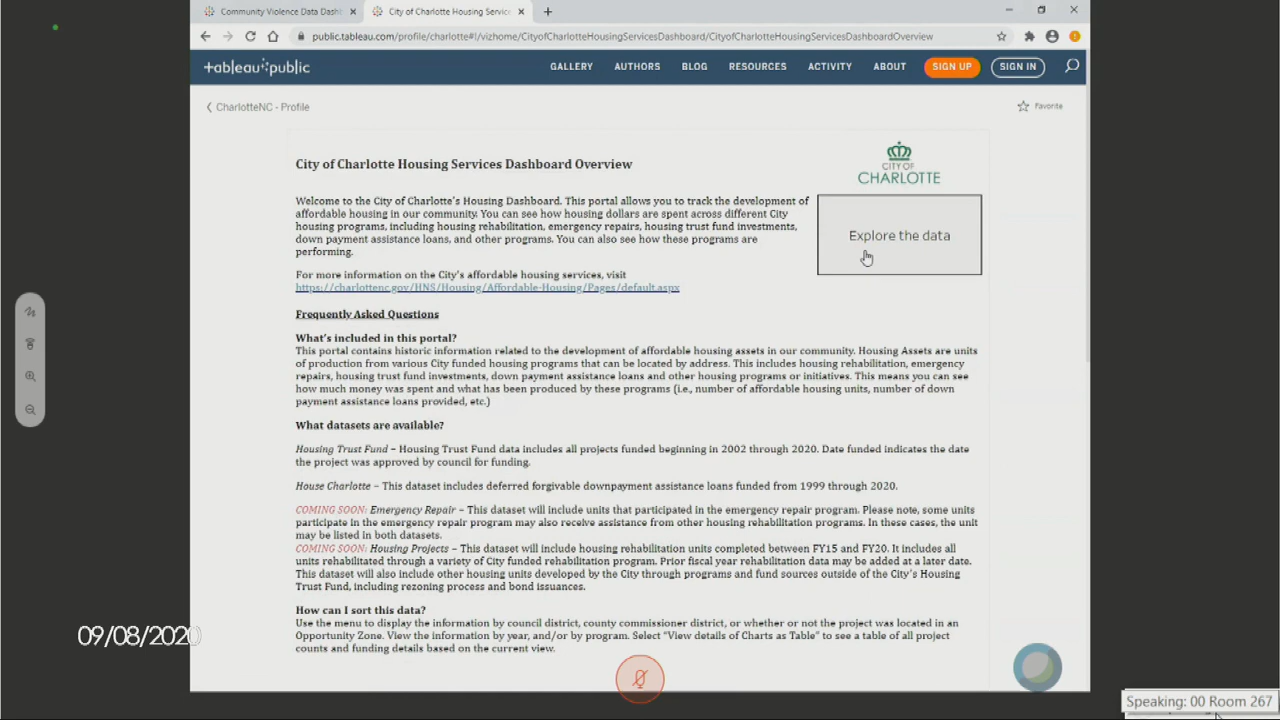 Community Violence Data Dash
City of Charlotte Housing Service
public.tableau.com/profile/charlotte#!/vizhome/CityofCharlotteHousingServicesDashboard/CityofCharlotteHousingServicesDashboardOverview
+ableau+public
GALLERY AUTHORS BLOG RESOURCES ACTIVITY ABOUT SIGN UP SIGN IN
CharlotteNC - Profile
Favorite
City of Charlotte Housing Services Dashboard Overview
CITY OF
CHARLOTTE
Explore the data
Welcome to the City of Charlotte's Housing Dashboard. This portal allows you to track the development of
affordable housing in our community. You can see how housing dollars are spent across different City
housing programs, including housing rehabilitation, emergency repairs, housing trust fund investments,
down payment assistance loans, and other programs. You can also see how these programs are
performing.
For more information on the City's affordable housing services, visit
https://charlottenc.gov/HNS/Housing/Affordable-Housing/Pages/default.aspx
Frequently Asked Questions
What's included in this portal?
This portal contains historic information related to the development of affordable housing assets in our community. Housing Assets are units
of production from various City funded housing programs that can be located by address. This includes housing rehabilitation, emergency
repairs, housing trust fund investments, down payment assistance loans and other housing programs or initiatives. This means you can see
how much money was spent and what has been produced by these programs (i.e., number of affordable housing units, number of down
payment assistance loans provided, etc.)
What datasets are available?
Housing Trust Fund – Housing Trust Fund data includes all projects funded beginning in 2002 through 2020. Date funded indicates the date
the project was approved by council for funding.
House Charlotte – This dataset includes deferred forgivable downpayment assistance loans funded from 1999 through 2020.
COMING SOON: Emergency Repair – This dataset will include units that participated in the emergency repair program. Please note, some units
participate in the emergency repair program may also receive assistance from other housing rehabilitation programs. In these cases, the unit
may be listed in both datasets.
COMING SOON: Housing Projects – This dataset will include housing rehabilitation units completed between FY15 and FY20. It includes all
units rehabilitated through a variety of City funded rehabilitation program. Prior fiscal year rehabilitation data may be added at a later date.
This dataset will also include other housing units developed by the City through programs and fund sources outside of the City's Housing
Trust Fund, including rezoning process and bond issuances.
How can I sort this data?
Use the menu to display the information by council district, county commissioner district, or whether or not the project was located in an
Opportunity Zone. View the information by year, and/or by program. Select "View details of Charts as Table" to see a table of all project
counts and funding details based on the current view.
09/08/2020
Speaking: 00 Room 267